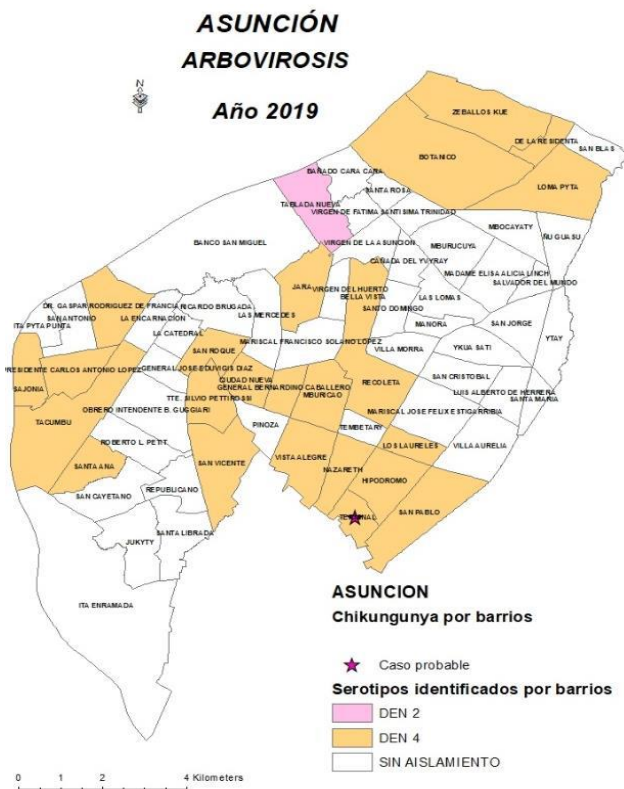 ASUNCIÓN
ARBOVIROSIS
Año 2019
N
ZEBALLOS KUE
DE LA RESIDENTA
SAN BLAS
BOTANICO
LOMA PYTA
BAÑADO CARA CARA
SANTA ROSA
TABLADA NUEVA
VIRGEN DE FATIMA
SANTISIMA TRINIDAD
MBOCAYATY
ÑU GUASU
BANCO SAN MIGUEL
VIRGEN DE LA ASUNCION
MBURUCUYA
CAÑADA DEL YVYRAY
MADAME ELISA ALICIA LINCH
SALVADOR DEL MUNDO
JARA
VIRGEN DEL HUERTO
BELLA VISTA
LAS LOMAS
DR. GASPAR RODRIGUEZ DE FRANCIA
RICARDO BRUGADA
SANTO DOMINGO
SAN ANTONIO
LA ENCARNACION
LAS MERCEDES
MANORA
SAN JORGE
ITA PYTA PUNTA
LA CATEDRAL
MARISCAL FRANCISCO SOLANO LOPEZ
VILLA MORRA
YKUA SATI
YTAY
SAN ROQUE
PRESIDENTE CARLOS ANTONIO LOPEZ
GENERAL JOSE EDUVIGIS DIAZ
CIUDAD NUEVA
RECOLETA
SAN CRISTOBAL
SAJONIA
GENERAL BERNARDINO CABALLERO
MBURICAO
LUIS ALBERTO DE HERRERA
SANTA MARIA
TTE. SILVIO PETTIROSSI
OBRERO INTENDENTE B. GUGGIARI
MARISCAL JOSE FELIX ESTIGARRIBIA
TACUMBU
PINOZA
TEMBETARY
ROBERTO L. PETIT
LOS LAURELES
VILLA AURELIA
VISTA ALEGRE
SANTA ANA
SAN VICENTE
NAZARETH
HIPODROMO
REPUBLICANO
SAN CAYETANO
SAN PABLO
TERMINAL
SANTA LIBRADA
JUKYTY
ITA ENRAMADA
ASUNCION
Chikungunya por barrios
Caso probable
Serotipos identificados por barrios
DEN 2
DEN 4
SIN AISLAMIENTO
0 1 2 4 Kilometers